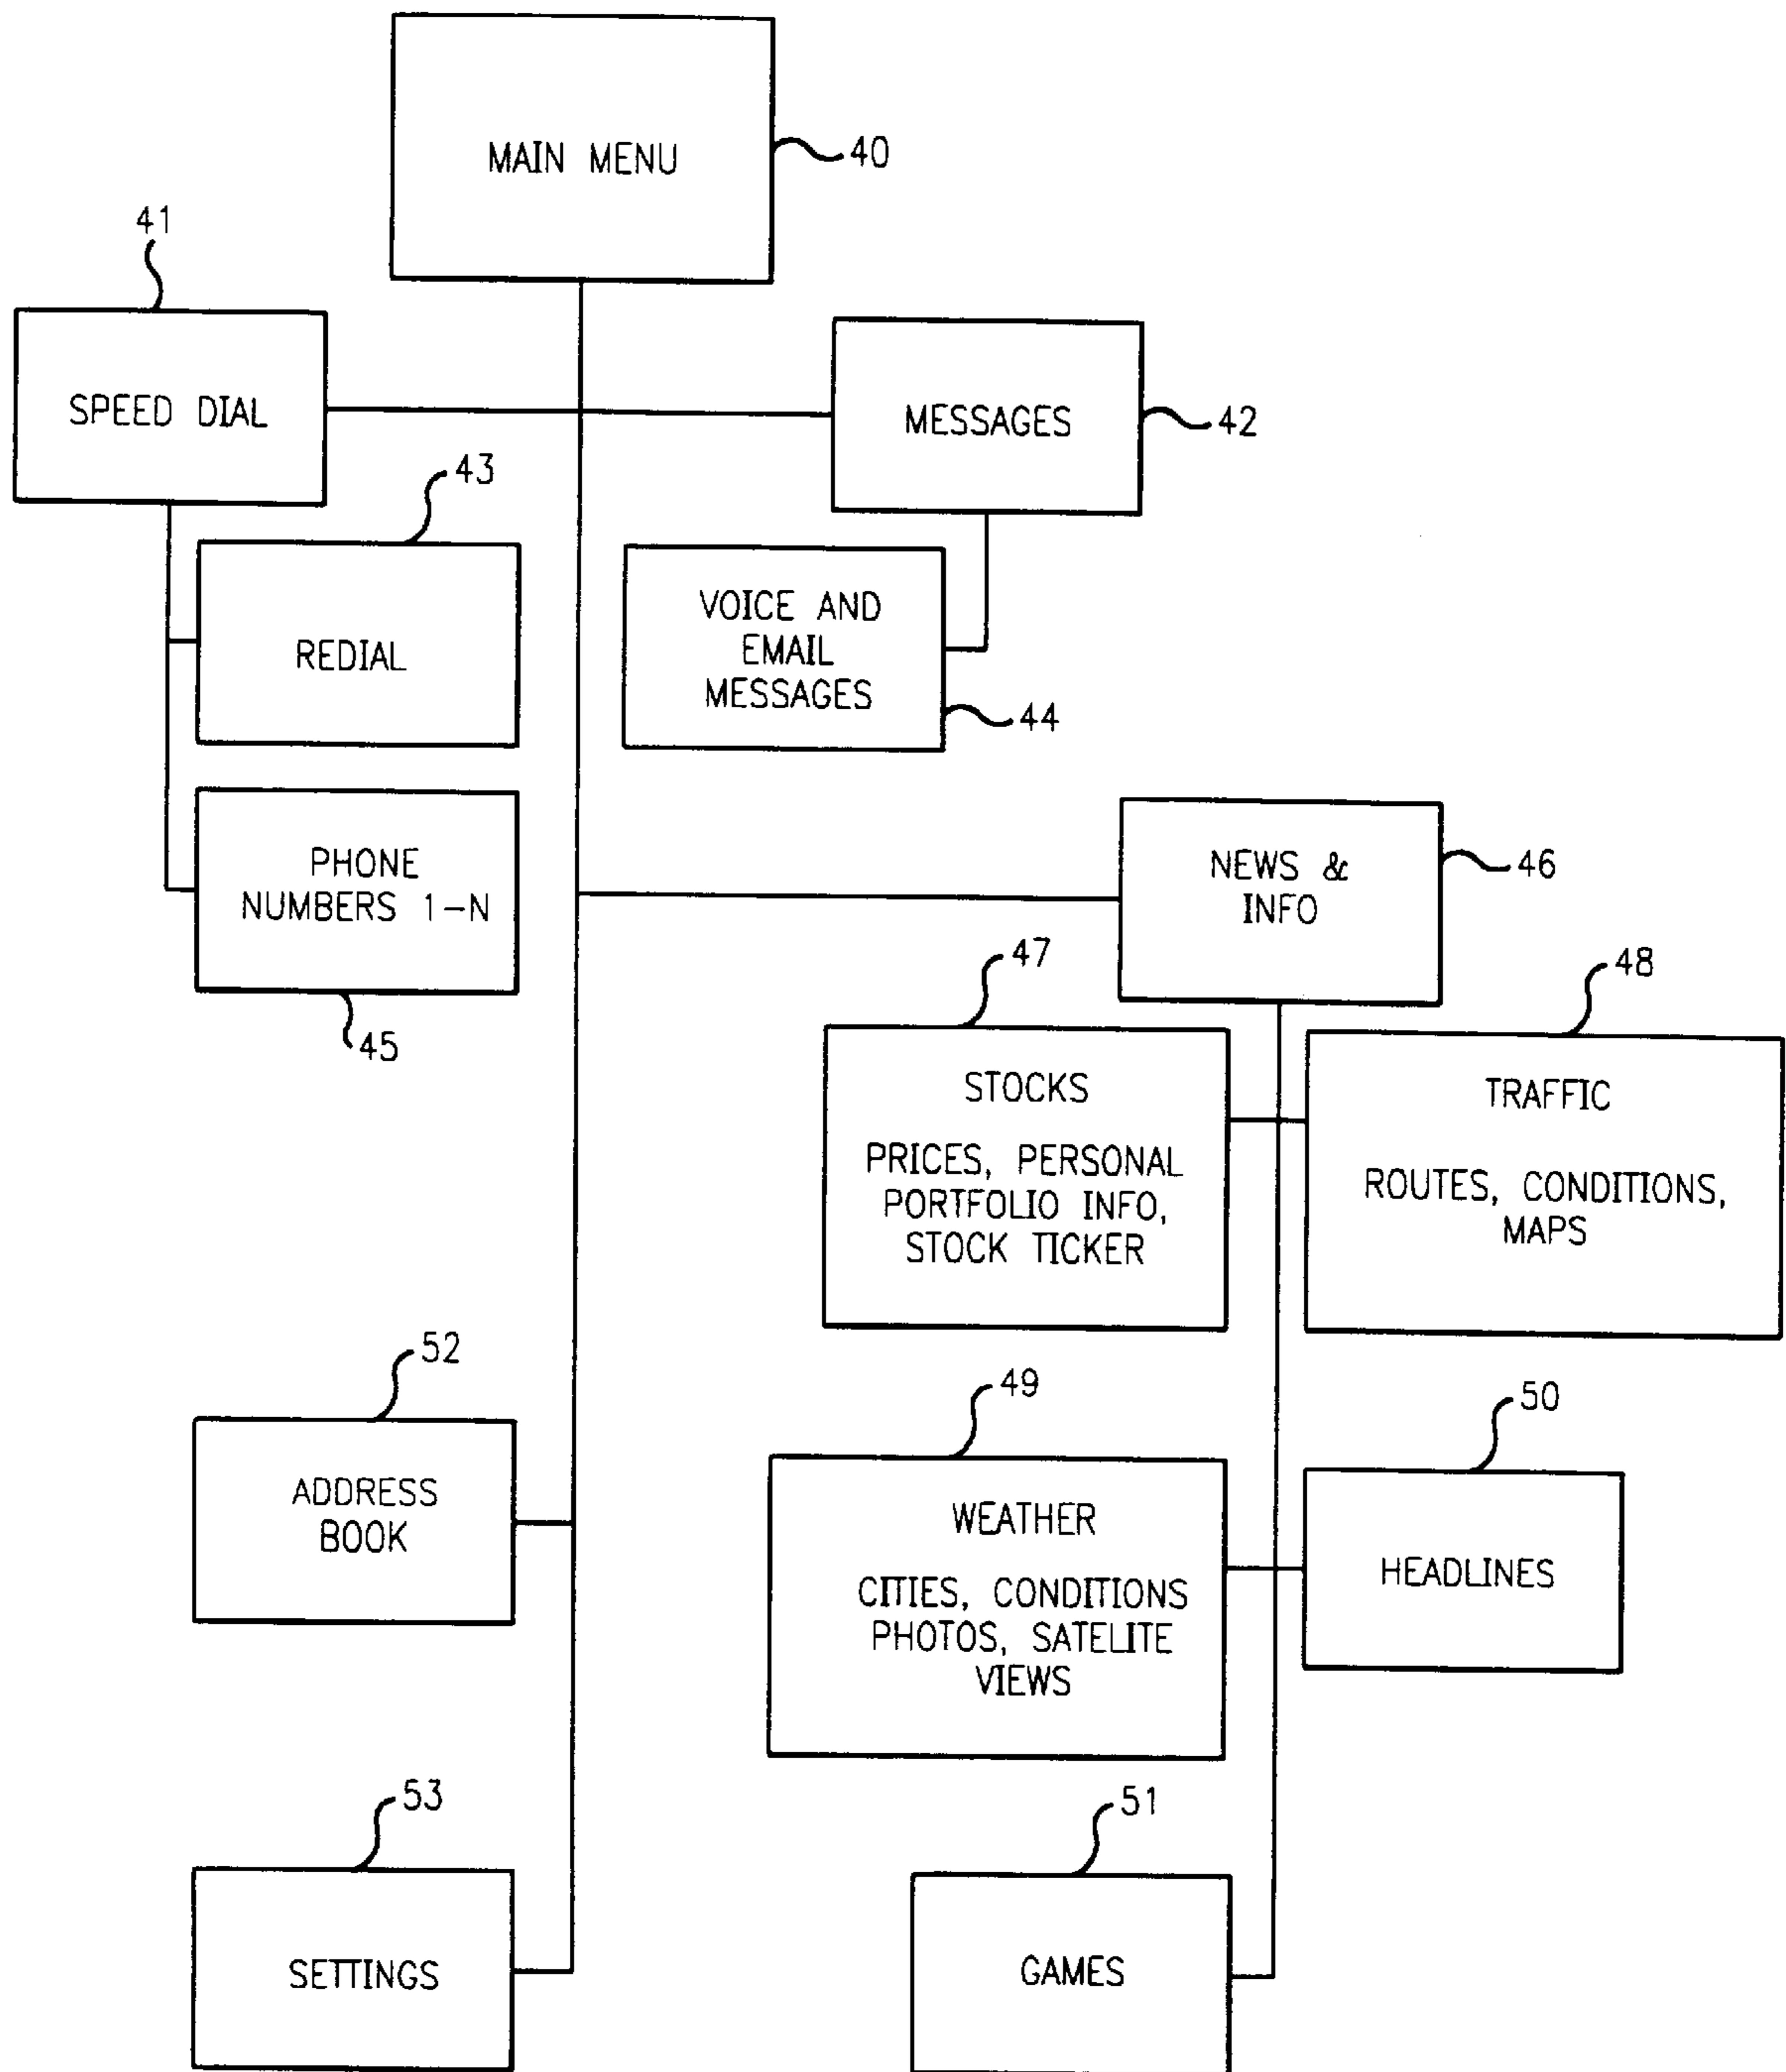 MAIN MENU
40
41
SPEED DIAL
MESSAGES
42
43
REDIAL
VOICE AND
EMAIL
MESSAGES
44
PHONE
NUMBERS 1-N
45
NEWS &
INFO
46
47
STOCKS
PRICES, PERSONAL
PORTFOLIO INFO,
STOCK TICKER
48
TRAFFIC
ROUTES, CONDITIONS,
MAPS
52
ADDRESS
BOOK
49
WEATHER
CITIES, CONDITIONS
PHOTOS, SATELITE
VIEWS
50
HEADLINES
53
SETTINGS
51
GAMES